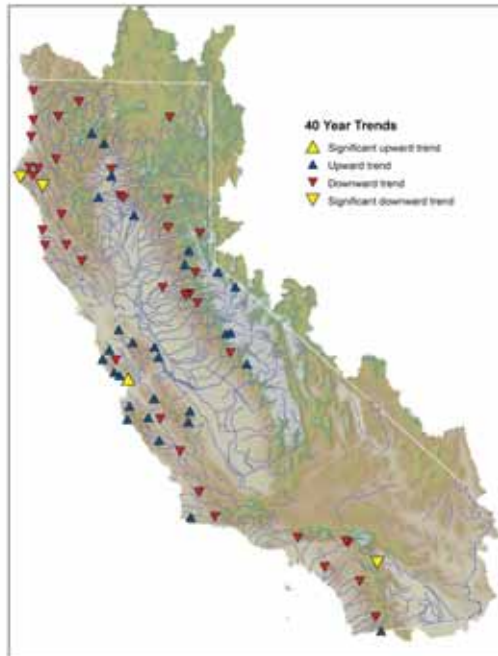 40 Year Trends
Significant upward trend
Upward trend
Downward trend
Significant downward trend